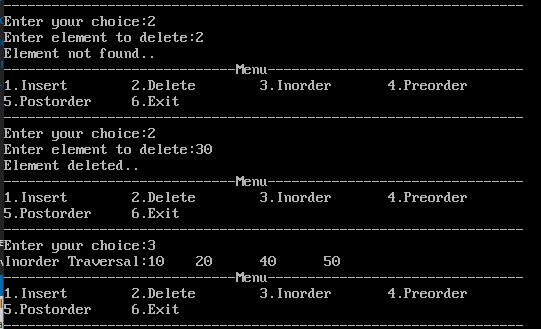 Enter your choice:2
Enter element to delete:2
Element not found..
Menu
1.Insert 2.Delete 3.Inorder 4.Preorder
5.Postorder 6.Exit
Enter your choice:2
Enter element to delete:30
Element deleted..
Menu
1.Insert 2.Delete 3.Inorder 4.Preorder
5.Postorder 6.Exit
Enter your choice:3
Inorder Traversal:10 20 40 50
Menu
1.Insert 2.Delete 3.Inorder 4.Preorder
5.Postorder 6.Exit